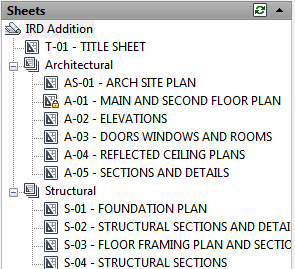 Sheets
IRD Addition
T-01 - TITLE SHEET
Architectural
AS-01 - ARCH SITE PLAN
A-01 - MAIN AND SECOND FLOOR PLAN
A-02 - ELEVATIONS
A-03 - DOORS WINDOWS AND ROOMS
A-04 - REFLECTED CEILING PLANS
A-05 - SECTIONS AND DETAILS
Structural
S-01 - FOUNDATION PLAN
S-02 - STRUCTURAL SECTIONS AND DETAI
S-03 - FLOOR FRAMING PLAN AND SECTIO
S-04 - STRUCTURAL SECTIONS